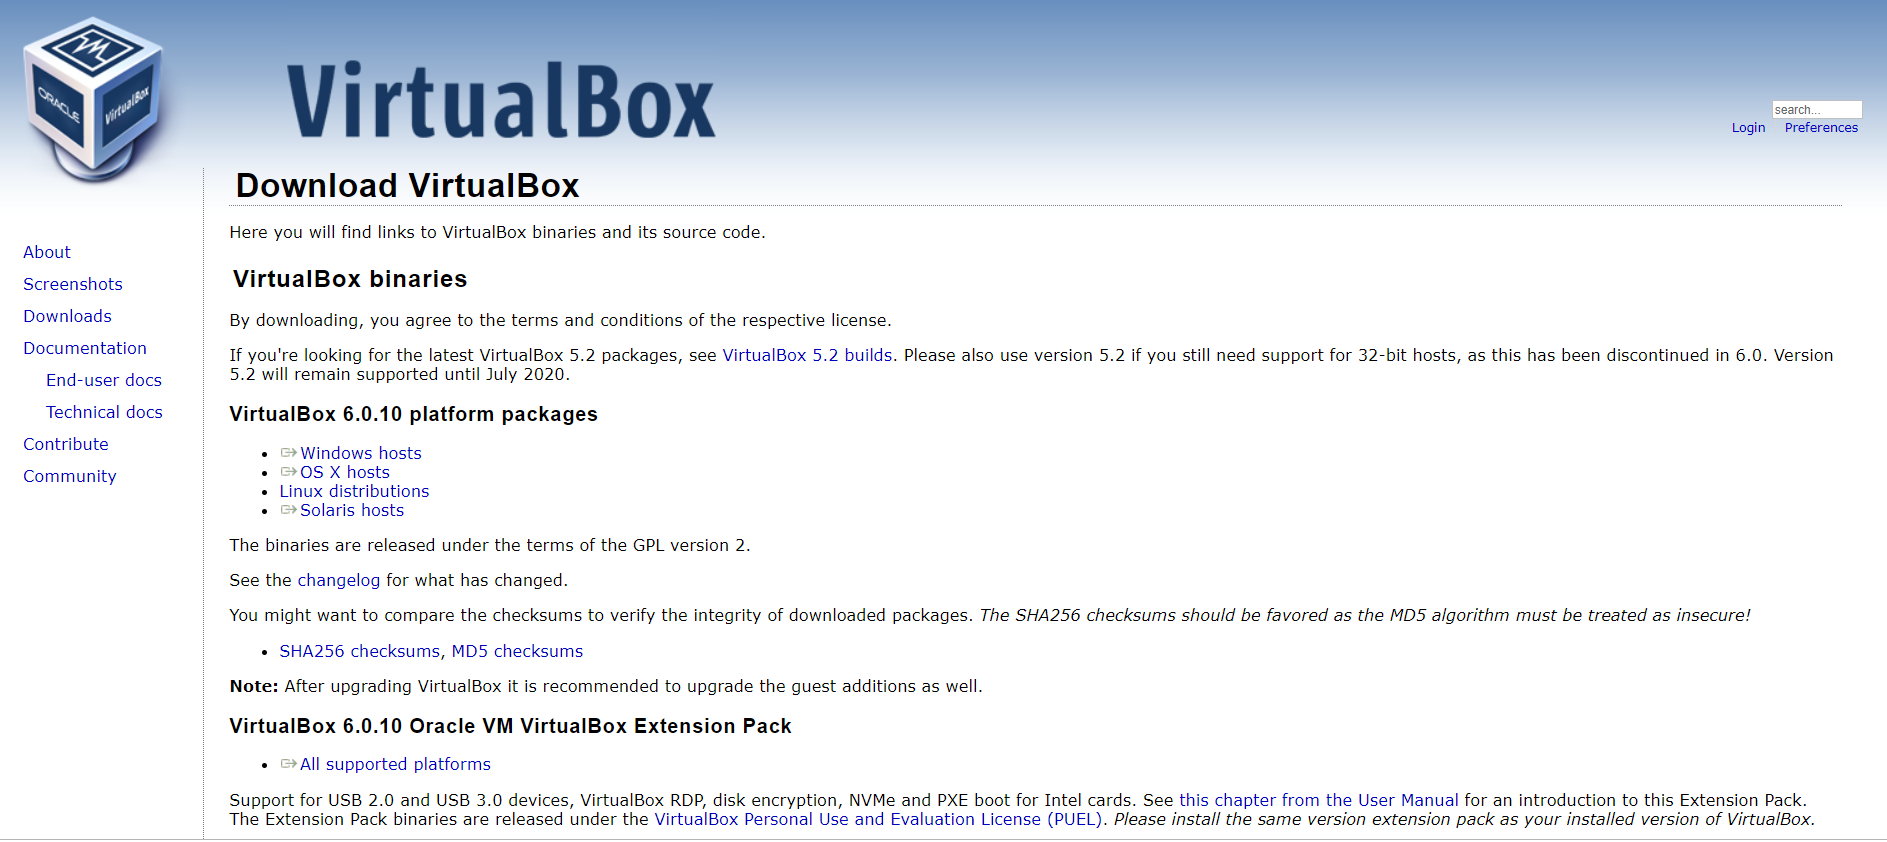 ORACLE
VirtualBox
VirtualBox
search...
Login Preferences
About
Screenshots
Downloads
Documentation
End-user docs
Technical docs
Contribute
Community
Download VirtualBox
Here you will find links to VirtualBox binaries and its source code.
VirtualBox binaries
By downloading, you agree to the terms and conditions of the respective license.
If you're looking for the latest VirtualBox 5.2 packages, see VirtualBox 5.2 builds. Please also use version 5.2 if you still need support for 32-bit hosts, as this has been discontinued in 6.0. Version
5.2 will remain supported until July 2020.
VirtualBox 6.0.10 platform packages
• Windows hosts
• OS X hosts
• Linux distributions
• Solaris hosts
The binaries are released under the terms of the GPL version 2.
See the changelog for what has changed.
You might want to compare the checksums to verify the integrity of downloaded packages. The SHA256 checksums should be favored as the MD5 algorithm must be treated as insecure!
• SHA256 checksums, MD5 checksums
Note: After upgrading VirtualBox it is recommended to upgrade the guest additions as well.
VirtualBox 6.0.10 Oracle VM VirtualBox Extension Pack
• All supported platforms
Support for USB 2.0 and USB 3.0 devices, VirtualBox RDP, disk encryption, NVMe and PXE boot for Intel cards. See this chapter from the User Manual for an introduction to this Extension Pack.
The Extension Pack binaries are released under the VirtualBox Personal Use and Evaluation License (PUEL). Please install the same version extension pack as your installed version of VirtualBox.